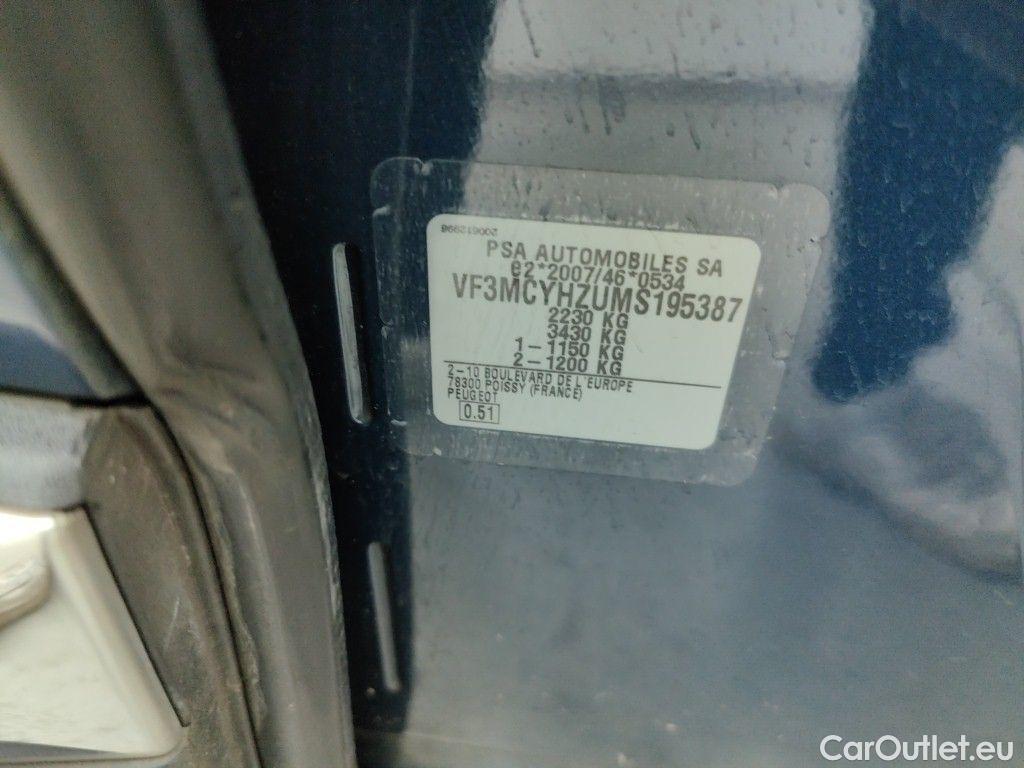 200612998
PSA AUTOMOBILES SA
e2*2007/46*0534
VF3MCYHZUMS195387
2230 KG
3430 KG
1-1150 KG
2-1200 KG
2-10 BOULEVARD DE L'EUROPE
78300 POISSY (FRANCE)
PEUGEOT
0.51
CarOutlet.eu